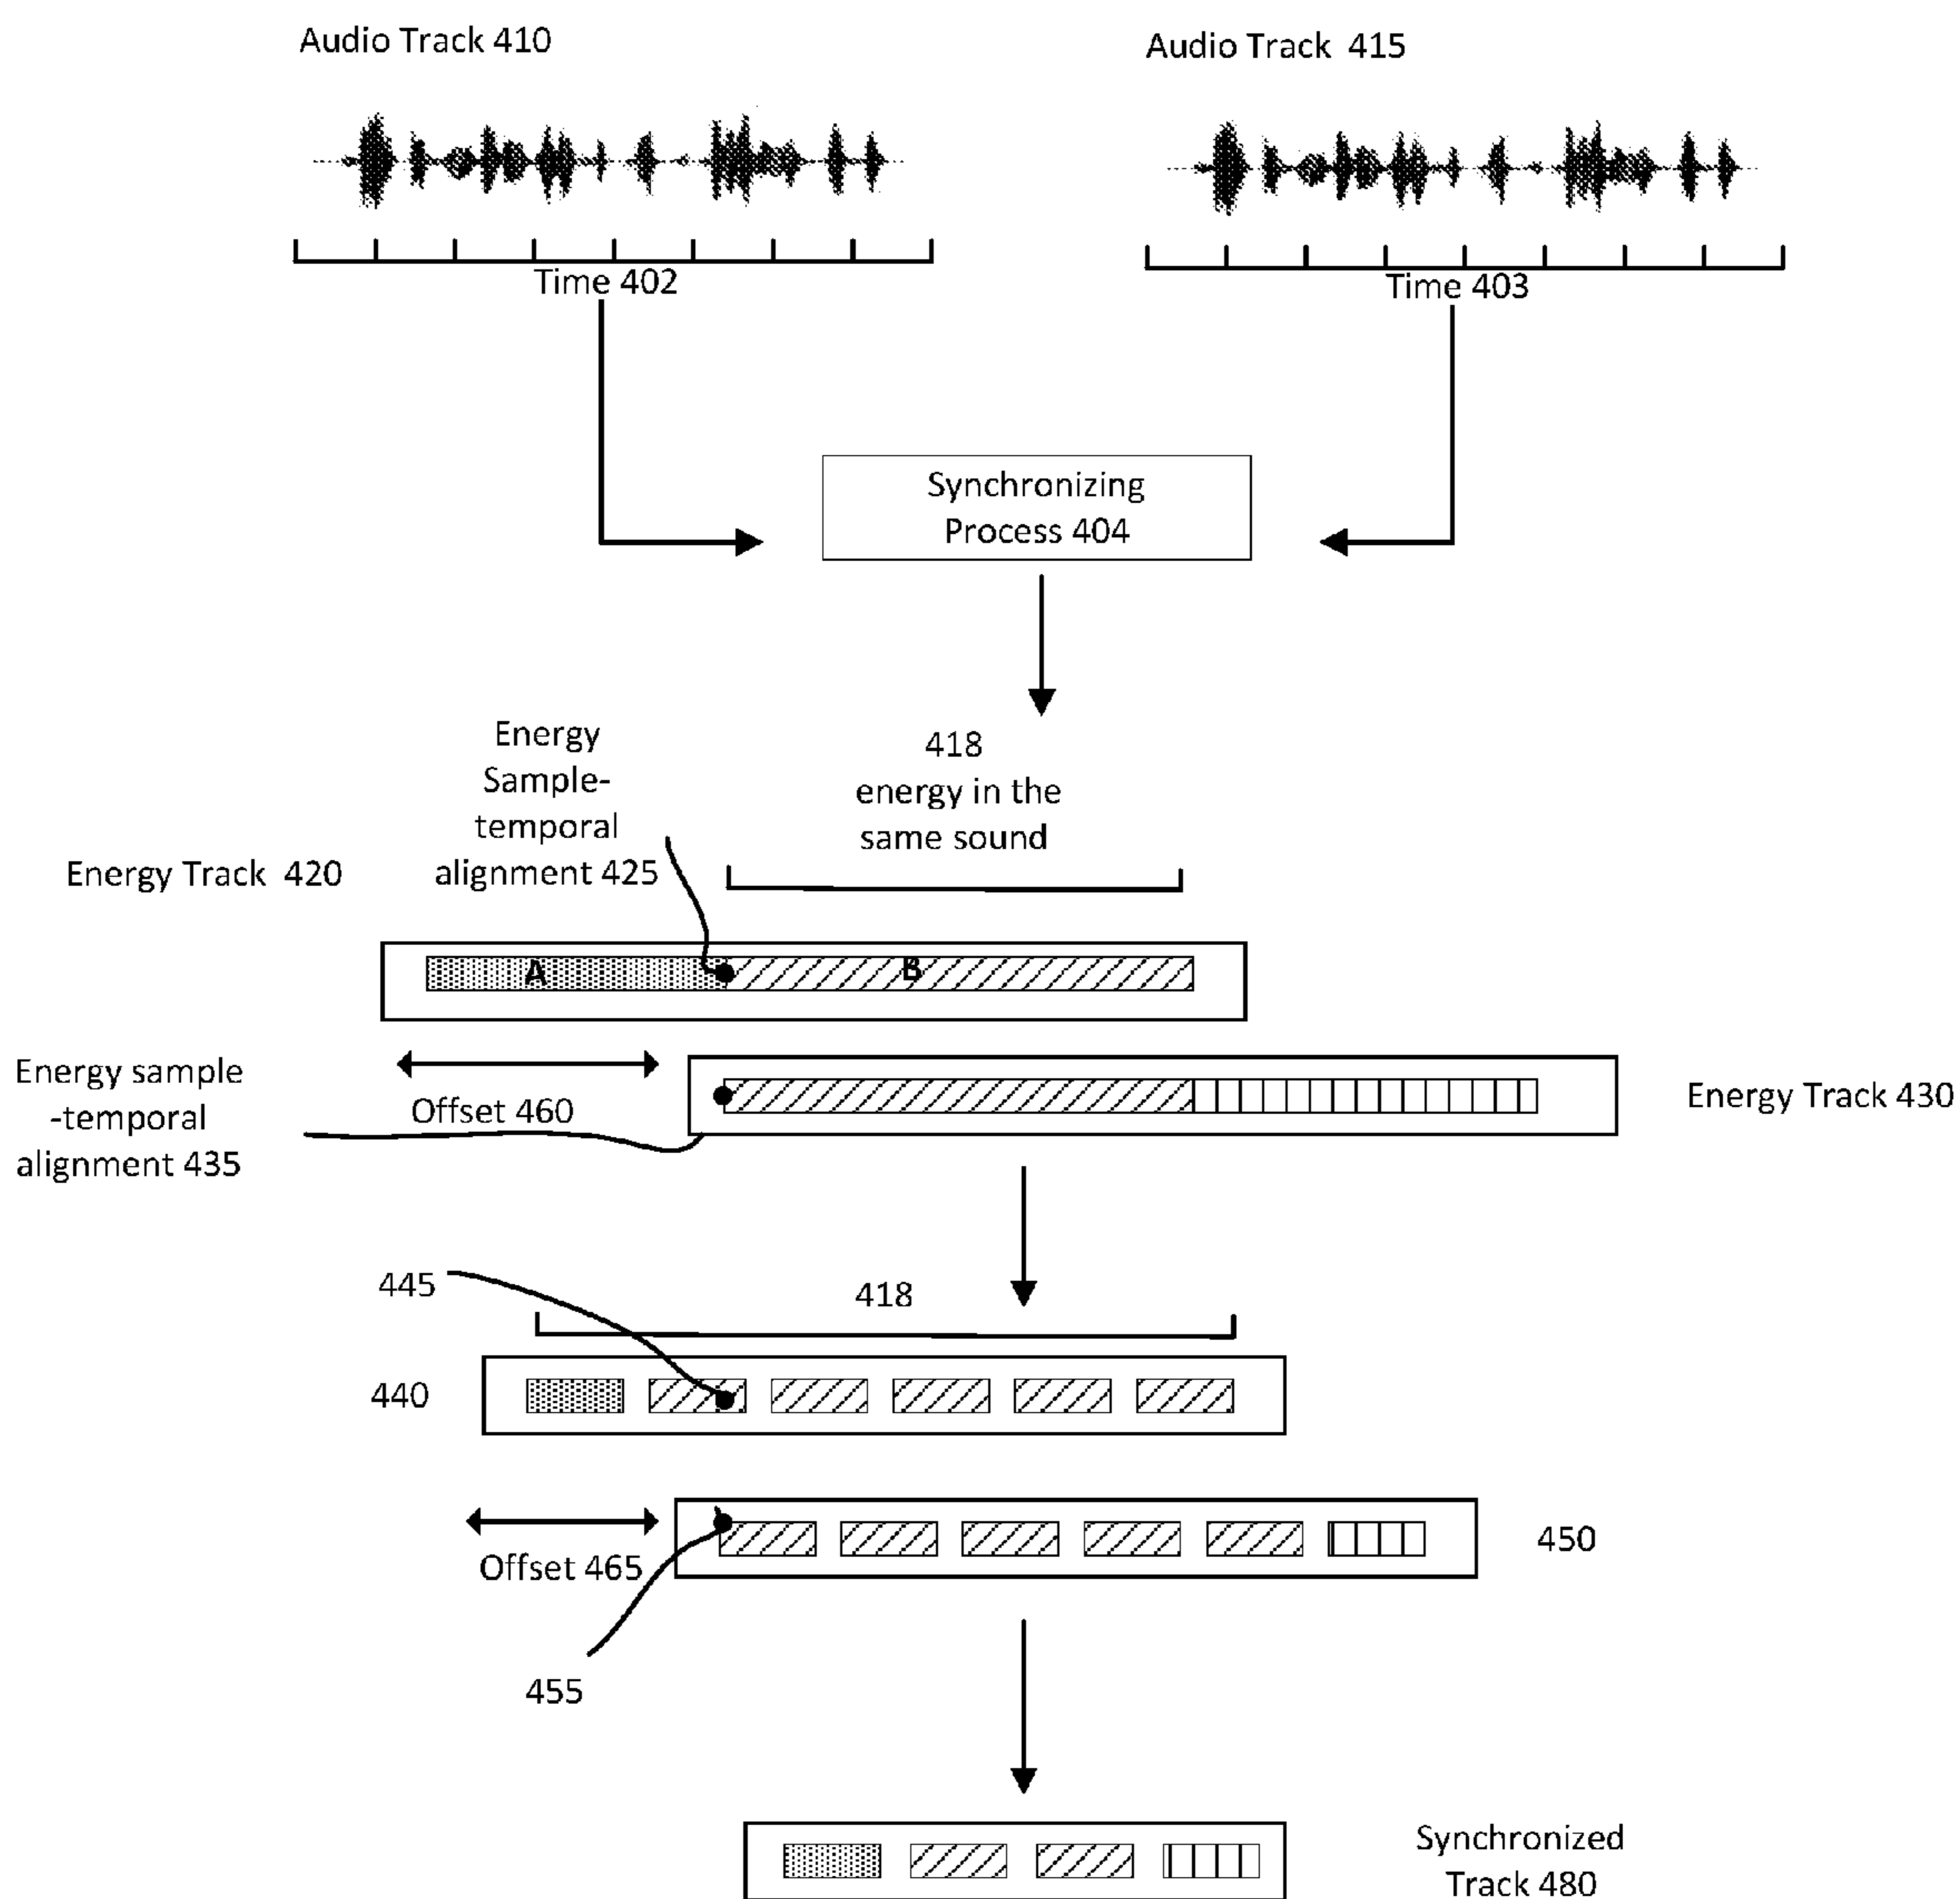 Audio Track 410
Audio Track 415
Time 402
Time 403
Synchronizing
Process 404
Energy
Sample-
temporal
alignment 425
418
energy in the
same sound
Energy Track 420
A
B
Energy sample
-temporal
alignment 435
Offset 460
Energy Track 430
445
418
440
Offset 465
450
455
Synchronized
Track 480